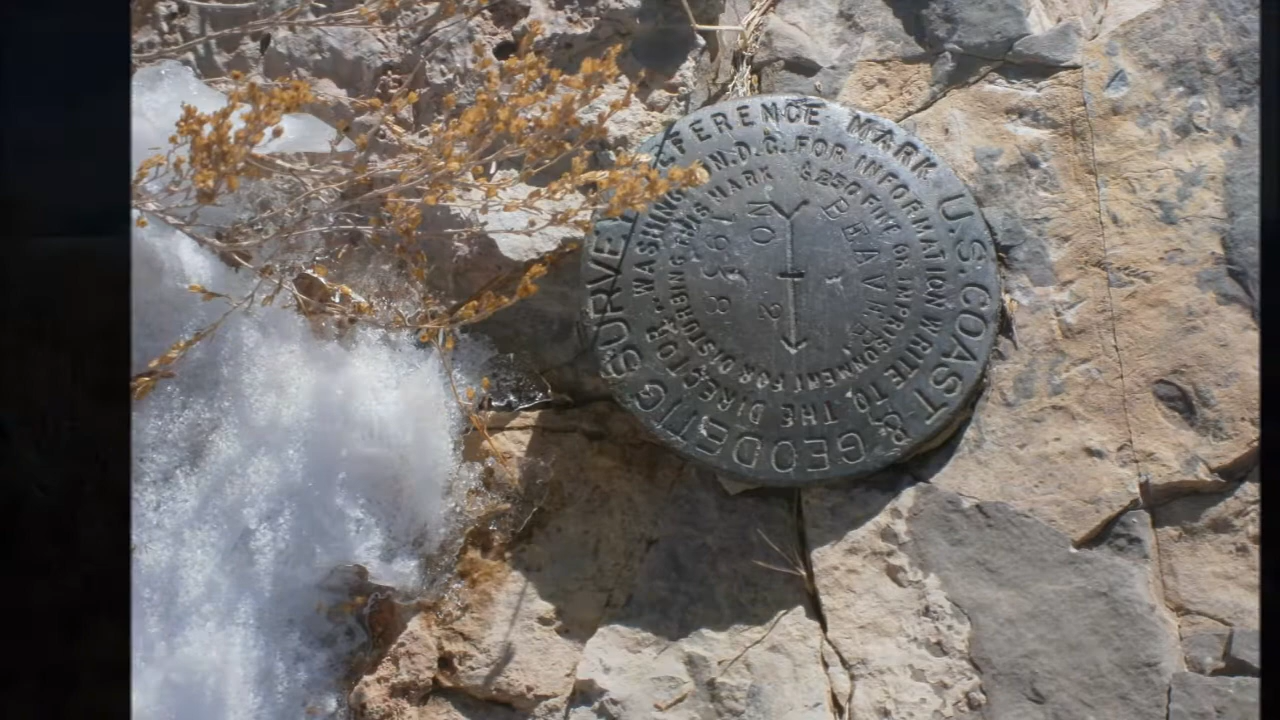 U.S. COAST & GEODETIC SURVEY
REFERENCE MARK
FOR INFORMATION WRITE TO THE DIRECTOR, WASHINGTON, D.C.
$250 FINE OR IMPRISONMENT FOR DISTURBING THIS MARK
NO 2
1938